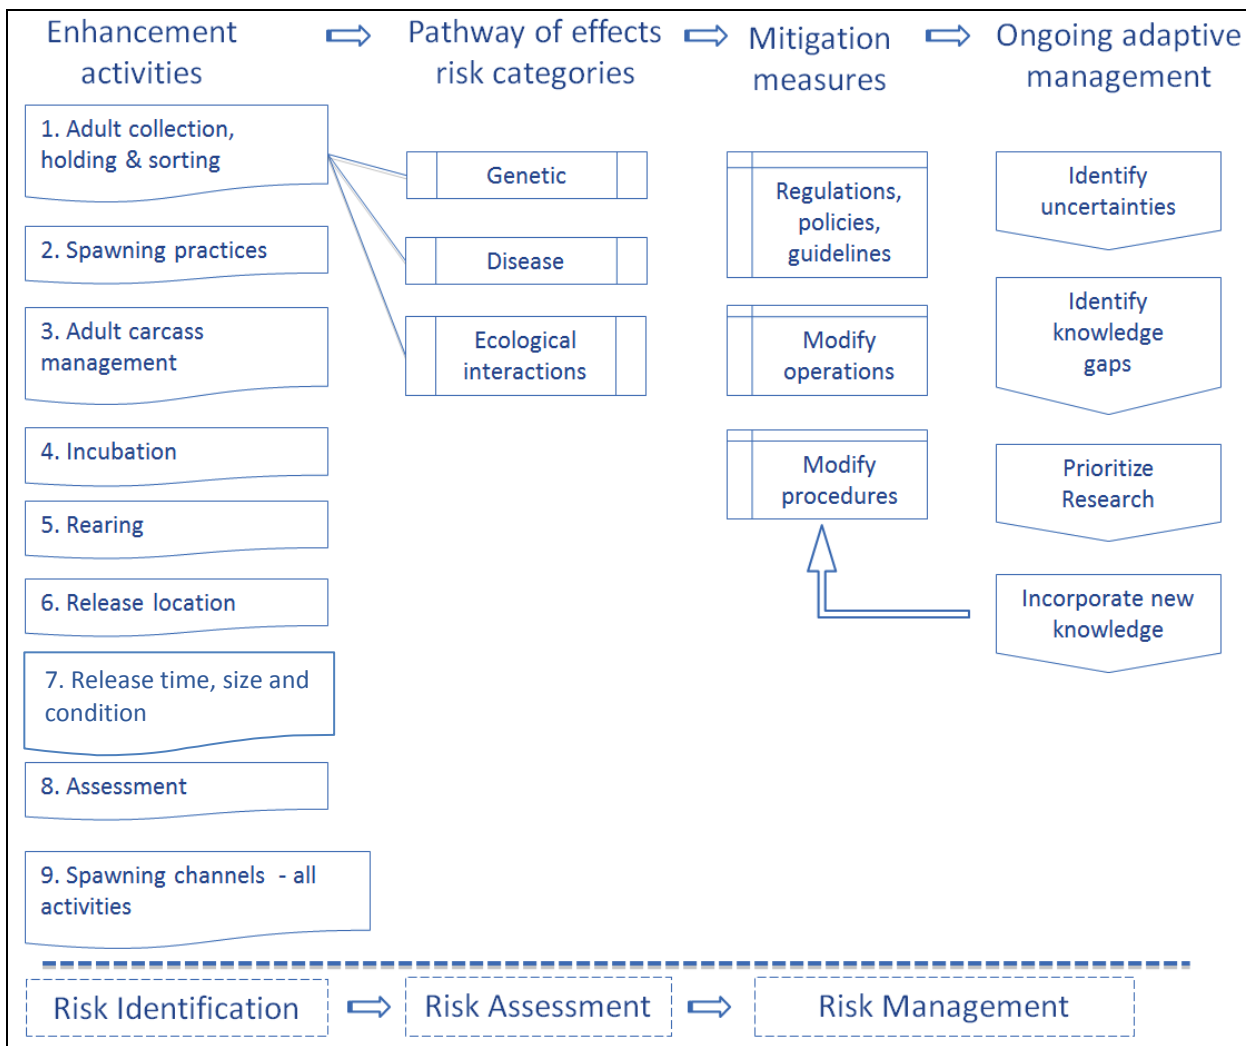 Enhancement
activities
Pathway of effects
risk categories
Mitigation
measures
Ongoing adaptive
management
1. Adult collection,
holding & sorting
2. Spawning practices
3. Adult carcass
management
4. Incubation
5. Rearing
6. Release location
7. Release time, size and
condition
8. Assessment
9. Spawning channels - all
activities
Genetic
Disease
Ecological
interactions
Regulations,
policies,
guidelines
Modify
operations
Modify
procedures
Identify
uncertainties
Identify
knowledge
gaps
Prioritize
Research
Incorporate new
knowledge
Risk Identification
Risk Assessment
Risk Management